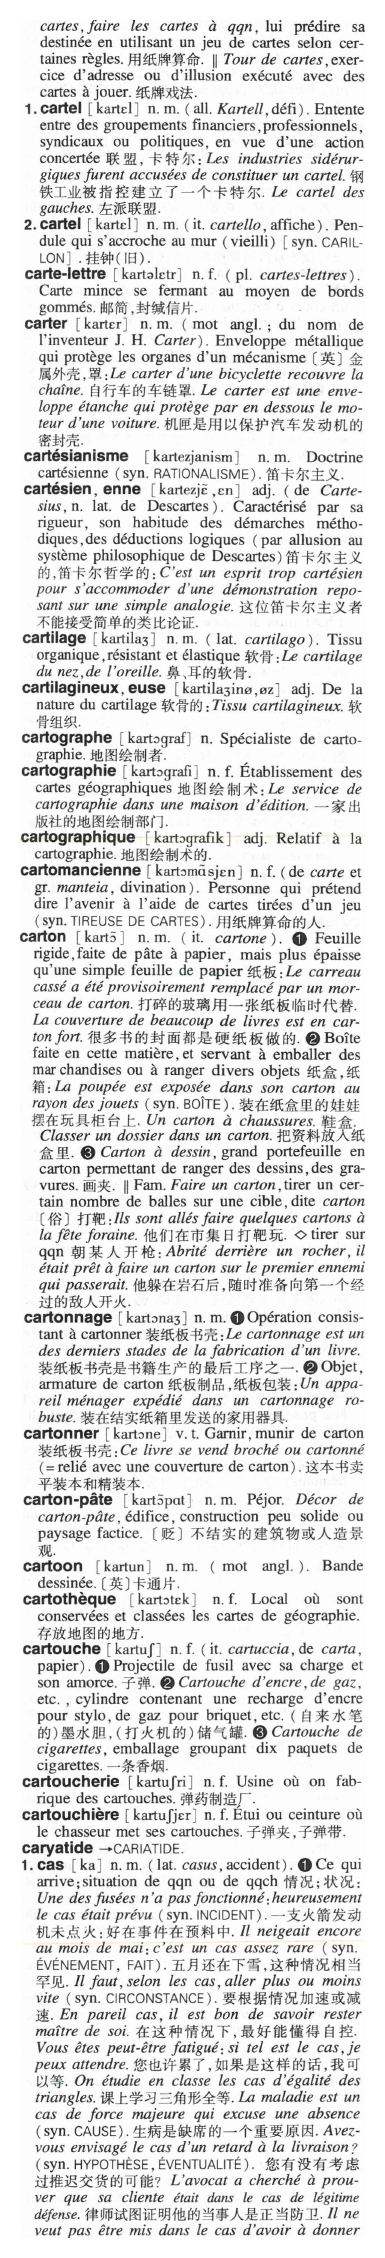 cartes, faire les cartes à qqn, lui prédire sa
destinée en utilisant un jeu de cartes selon cer-
taines règles. 用纸牌算命. ‖ Tour de cartes, exer-
cice d'adresse ou d'illusion exécuté avec des
cartes à jouer. 纸牌戏法.
1. cartel [kartɛl] n. m. (all. Kartell, défi). Entente
entre des groupements financiers, professionnels,
syndicaux ou politiques, en vue d'une action
concertée 联盟, 卡特尔: Les industries sidérur-
giques furent accusées de constituer un cartel. 钢
铁工业被指控建立了一个卡特尔. Le cartel des
gauches. 左派联盟.
2. cartel [kartɛl] n. m. (it. cartello, affiche). Pen-
dule qui s'accroche au mur (vieilli) [syn. CARIL-
LON]. 挂钟(旧).
carte-lettre [kartəlɛtr] n. f. (pl. cartes-lettres).
Carte mince se fermant au moyen de bords
gommés. 邮简, 封缄信片.
carter [kartɛr] n. m. (mot angl.; du nom de
l'inventeur J. H. Carter). Enveloppe métallique
qui protège les organes d'un mécanisme〔英〕金
属外壳, 罩: Le carter d'une bicyclette recouvre la
chaîne. 自行车的车链罩. Le carter est une enve-
loppe étanche qui protège par en dessous le mo-
teur d'une voiture. 机匣是用以保护汽车发动机的
密封壳.
cartésianisme [kartezjanism] n. m. Doctrine
cartésienne (syn. RATIONALISME). 笛卡尔主义.
cartésien, enne [kartezjɛ̃, ɛn] adj. (de Carte-
sius, n. lat. de Descartes). Caractérisé par sa
rigueur, son habitude des démarches métho-
diques, des déductions logiques (par allusion au
système philosophique de Descartes) 笛卡尔主义
的, 笛卡尔哲学的: C'est un esprit trop cartésien
pour s'accommoder d'une démonstration repo-
sant sur une simple analogie. 这位笛卡尔主义者
不能接受简单的类比论证.
cartilage [kartilaʒ] n. m. (lat. cartilago). Tissu
organique, résistant et élastique 软骨: Le cartilage
du nez, de l'oreille. 鼻、耳的软骨.
cartilagineux, euse [kartilaʒinø, øz] adj. De la
nature du cartilage 软骨的: Tissu cartilagineux. 软
骨组织.
cartographe [kartɔgraf] n. Spécialiste de carto-
graphie. 地图绘制者.
cartographie [kartɔgrafi] n. f. Établissement des
cartes géographiques 地图绘制术: Le service de
cartographie dans une maison d'édition. 一家出
版社的地图绘制部门.
cartographique [kartɔgrafik] adj. Relatif à la
cartographie. 地图绘制术的.
cartomancienne [kartɔmɑ̃sjɛn] n. f. (de carte et
gr. manteia, divination). Personne qui prétend
dire l'avenir à l'aide de cartes tirées d'un jeu
(syn. TIREUSE DE CARTES). 用纸牌算命的人.
carton [kartɔ̃] n. m. (it. cartone). ❶ Feuille
rigide, faite de pâte à papier, mais plus épaisse
qu'une simple feuille de papier 纸板: Le carreau
cassé a été provisoirement remplacé par un mor-
ceau de carton. 打碎的玻璃用一张纸板临时代替.
La couverture de beaucoup de livres est en car-
ton fort. 很多书的封面都是硬纸板做的. ❷ Boîte
faite en cette matière, et servant à emballer des
marchandises ou à ranger divers objets 纸盒, 纸
箱: La poupée est exposée dans son carton au
rayon des jouets (syn. BOÎTE). 装在纸盒里的娃娃
摆在玩具柜台上. Un carton à chaussures. 鞋盒.
Classer un dossier dans un carton. 把资料放入纸
盒里. ❸ Carton à dessin, grand portefeuille en
carton permettant de ranger des dessins, des gra-
vures. 画夹. ‖ Fam. Faire un carton, tirer un cer-
tain nombre de balles sur une cible, dite carton
〔俗〕打靶: Ils sont allés faire quelques cartons à
la fête foraine. 他们在市集日打靶玩. ◇ tirer sur
qqn 朝某人开枪: Abrité derrière un rocher, il
était prêt à faire un carton sur le premier ennemi
qui passerait. 他躲在岩石后, 随时准备向第一个经
过的敌人开火.
cartonnage [kartɔnaʒ] n. m. ❶ Opération consis-
tant à cartonner 装纸板书壳: Le cartonnage est un
des derniers stades de la fabrication d'un livre.
装纸板书壳是书籍生产的最后工序之一. ❷ Objet,
armature de carton 纸板制品, 纸板包装: Un appa-
reil ménager expédié dans un cartonnage ro-
buste. 装在结实纸箱里发送的家用器具.
cartonner [kartɔne] v. t. Garnir, munir de carton
装纸板书壳: Ce livre se vend broché ou cartonné
(= relié avec une couverture de carton). 这本书卖
平装本和精装本.
carton-pâte [kartɔ̃pɑt] n. m. Péjor. Décor de
carton-pâte, édifice, construction peu solide ou
paysage factice. 〔贬〕不结实的建筑物或人造景
观.
cartoon [kartun] n. m. (mot angl.). Bande
dessinée. 〔英〕卡通片.
cartothèque [kartɔtɛk] n. f. Local où sont
conservées et classées les cartes de géographie.
存放地图的地方.
cartouche [kartuʃ] n. f. (it. cartuccia, de carta,
papier). ❶ Projectile de fusil avec sa charge et
son amorce. 子弹. ❷ Cartouche d'encre, de gaz,
etc., cylindre contenant une recharge d'encre
pour stylo, de gaz pour briquet, etc. (自来水笔
的)墨水胆, (打火机的)储气罐. ❸ Cartouche de
cigarettes, emballage groupant dix paquets de
cigarettes. 一条香烟.
cartoucherie [kartuʃri] n. f. Usine où on fab-
rique des cartouches. 弹药制造厂.
cartouchière [kartuʃjɛr] n. f. Étui ou ceinture où
le chasseur met ses cartouches. 子弹夹, 子弹带.
caryatide →CARIATIDE.
1. cas [ka] n. m. (lat. casus, accident). ❶ Ce qui
arrive; situation de qqn ou de qqch 情况; 状况:
Une des fusées n'a pas fonctionné: heureusement
le cas était prévu (syn. INCIDENT). 一支火箭发动
机未点火: 好在事件在预料中. Il neigeait encore
au mois de mai: c'est un cas assez rare (syn.
ÉVÉNEMENT, FAIT). 五月还在下雪, 这种情况相当
罕见. Il faut, selon les cas, aller plus ou moins
vite (syn. CIRCONSTANCE). 要根据情况加速或减
速. En pareil cas, il est bon de savoir rester
maître de soi. 在这种情况下, 最好能懂得自控.
Vous êtes peut-être fatigué: si tel est le cas, je
peux attendre. 您也许累了, 如果是这样的话, 我可
以等. On étudie en classe les cas d'égalité des
triangles. 课上学习三角形全等. La maladie est un
cas de force majeure qui excuse une absence
(syn. CAUSE). 生病是缺席的一个重要原因. Avez-
vous envisagé le cas d'un retard à la livraison?
(syn. HYPOTHÈSE, ÉVENTUALITÉ). 您有没有考虑
过推迟交货的可能? L'avocat a cherché à prou-
ver que sa cliente était dans le cas de légitime
défense. 律师试图证明他的当事人是正当防卫. Il ne
veut pas être mis dans le cas d'avoir à donner